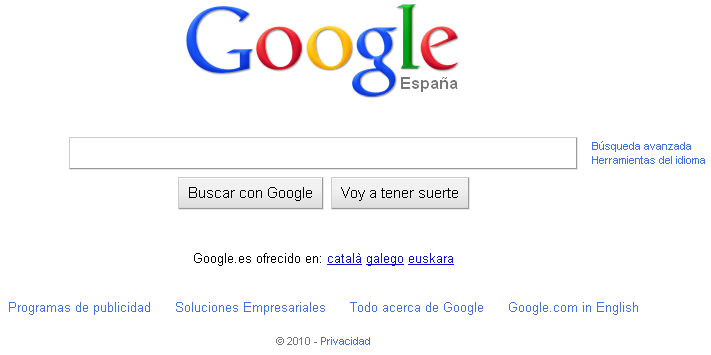 Google
España
Búsqueda avanzada
Herramientas del idioma
Buscar con Google Voy a tener suerte
Google.es ofrecido en: català galego euskara
Programas de publicidad Soluciones Empresariales Todo acerca de Google Google.com in English
© 2010 - Privacidad